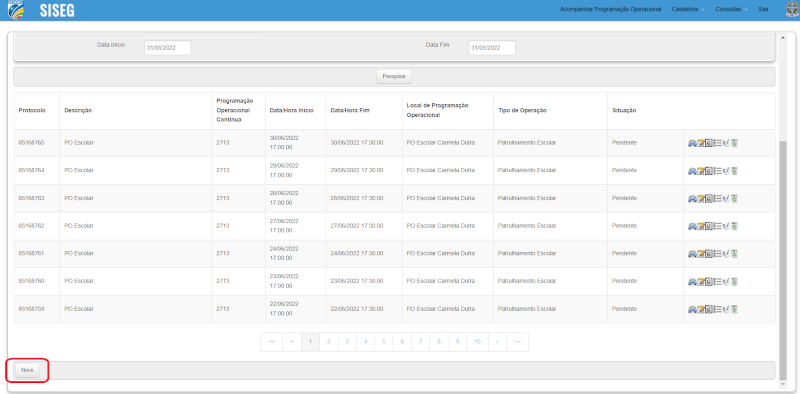 SISEG
Acompanhar Programação Operacional Cadastros Consultas Sair
Data Início 31/05/2022 Data Fim 31/05/2022
Pesquisar
Protocolo Descrição Programação Operacional Contínua Data/Hora Início Data/Hora Fim Local de Programação Operacional Tipo de Operação Situação
85168765 PO Escolar 2713 30/06/2022 17:00:00 30/06/2022 17:30:00 PO Escolar Carmela Dutra Patrulhamento Escolar Pendente
85168764 PO Escolar 2713 29/06/2022 17:00:00 29/06/2022 17:30:00 PO Escolar Carmela Dutra Patrulhamento Escolar Pendente
85168763 PO Escolar 2713 28/06/2022 17:00:00 28/06/2022 17:30:00 PO Escolar Carmela Dutra Patrulhamento Escolar Pendente
85168762 PO Escolar 2713 27/06/2022 17:00:00 27/06/2022 17:30:00 PO Escolar Carmela Dutra Patrulhamento Escolar Pendente
85168761 PO Escolar 2713 24/06/2022 17:00:00 24/06/2022 17:30:00 PO Escolar Carmela Dutra Patrulhamento Escolar Pendente
85168760 PO Escolar 2713 23/06/2022 17:00:00 23/06/2022 17:30:00 PO Escolar Carmela Dutra Patrulhamento Escolar Pendente
85168759 PO Escolar 2713 22/06/2022 17:00:00 22/06/2022 17:30:00 PO Escolar Carmela Dutra Patrulhamento Escolar Pendente
<< < 1 2 3 4 5 6 7 8 9 10 > >>
Novo